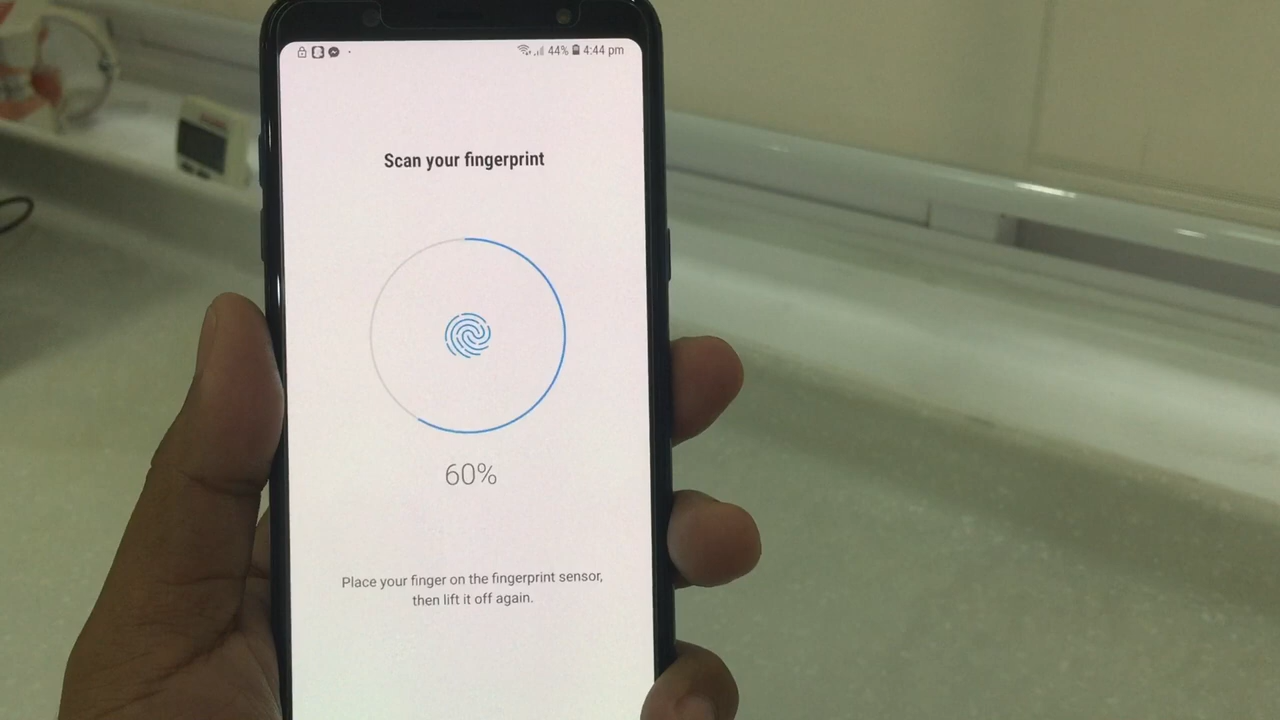 44% 4:44 pm
Scan your fingerprint
60%
Place your finger on the fingerprint sensor,
then lift it off again.